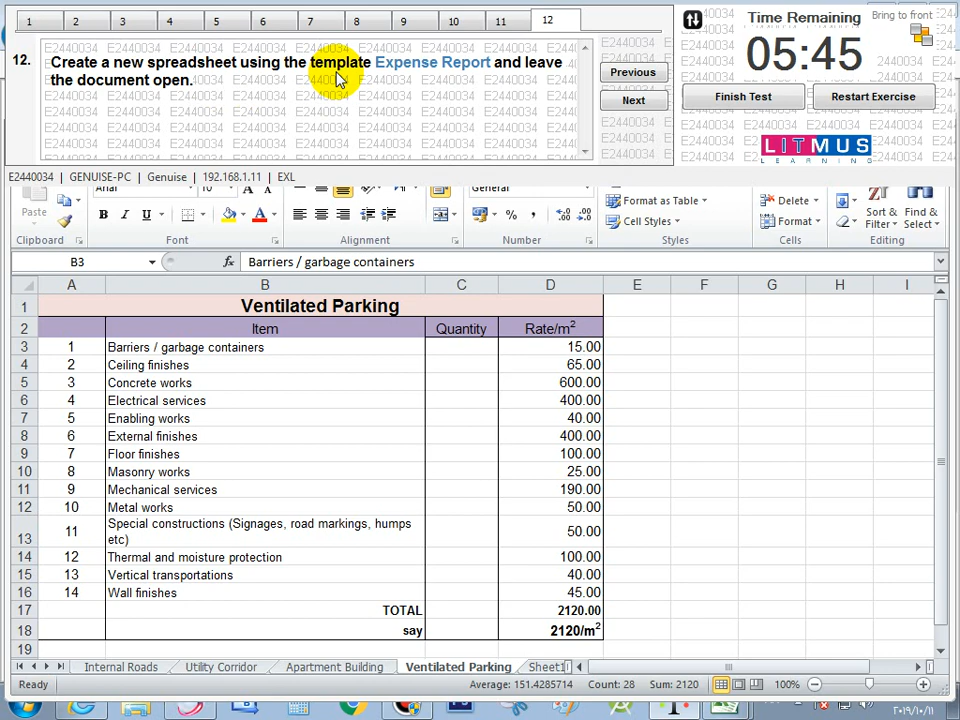 1 2 3 4 5 6 7 8 9 10 11 12
12. Create a new spreadsheet using the template Expense Report and leave
the document open.
Previous
Next
Time Remaining
05:45
Bring to front
Finish Test
Restart Exercise
LITMUS
LEARNING
E2440034 | GENUISE-PC | Genuise | 192.168.1.11 | EXL
Arial 10 General
Paste
B I U
Format as Table
Cell Styles
Delete
Format
Sort & Filter
Find & Select
Clipboard Font Alignment Number Styles Cells Editing
B3 fx Barriers / garbage containers
A B C D E F G H I
1 Ventilated Parking
2 Item Quantity Rate/m²
3 1 Barriers / garbage containers 15.00
4 2 Ceiling finishes 65.00
5 3 Concrete works 600.00
6 4 Electrical services 400.00
7 5 Enabling works 40.00
8 6 External finishes 400.00
9 7 Floor finishes 100.00
10 8 Masonry works 25.00
11 9 Mechanical services 190.00
12 10 Metal works 50.00
13 11 Special constructions (Signages, road markings, humps
etc) 50.00
14 12 Thermal and moisture protection 100.00
15 13 Vertical transportations 40.00
16 14 Wall finishes 45.00
17 TOTAL 2120.00
18 say 2120/m²
19
Internal Roads Utility Corridor Apartment Building Ventilated Parking Sheet1
Ready Average: 151.4285714 Count: 28 Sum: 2120 100%
٢٠١٩/١٠/١١